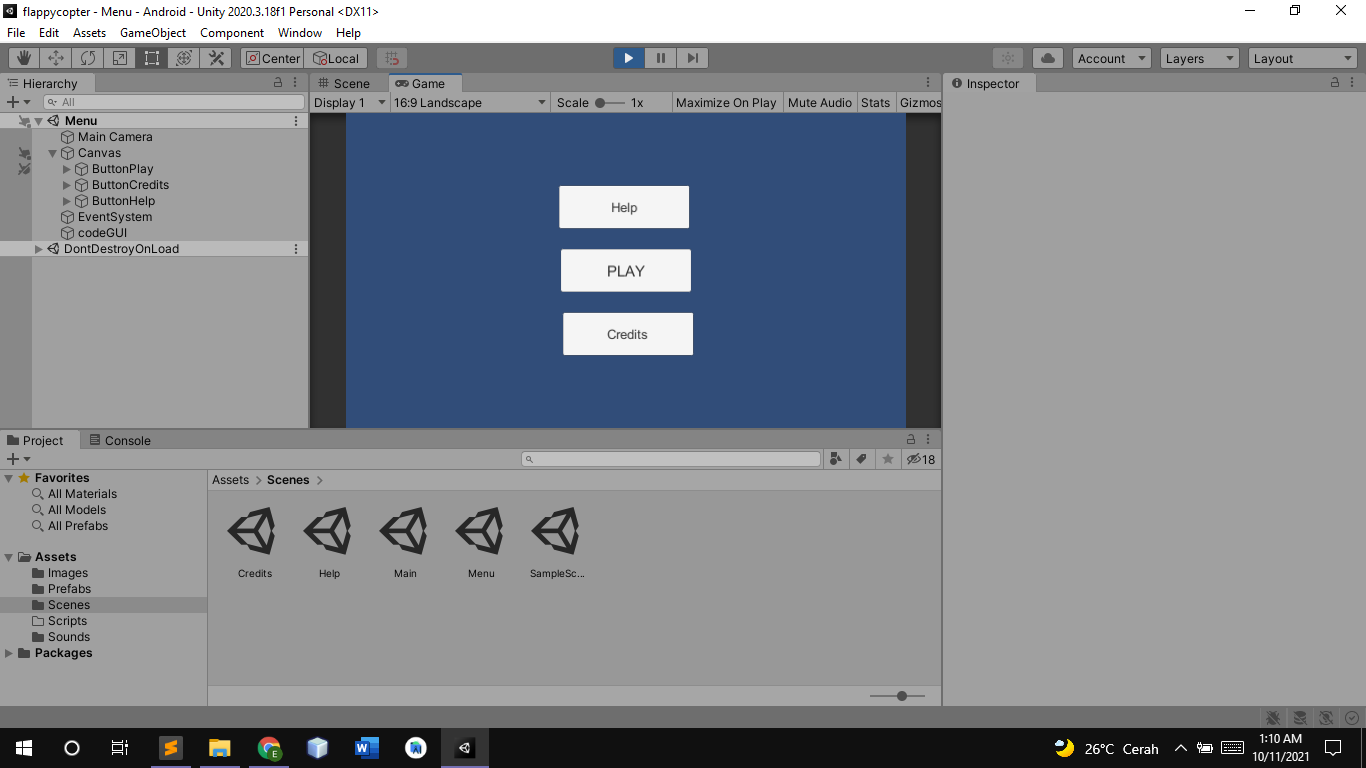 flappycopter - Menu - Android - Unity 2020.3.18f1 Personal <DX11>
File Edit Assets GameObject Component Window Help
Center Local Account Layers Layout
Hierarchy
All
Menu
Main Camera
Canvas
ButtonPlay
ButtonCredits
ButtonHelp
EventSystem
codeGUI
DontDestroyOnLoad
Scene Game
Display 1 16:9 Landscape Scale 1x Maximize On Play Mute Audio Stats Gizmos
Help
PLAY
Credits
Inspector
Project Console
18
Favorites
All Materials
All Models
All Prefabs
Assets
Images
Prefabs
Scenes
Scripts
Sounds
Packages
Assets > Scenes >
Credits Help Main Menu SampleSc...
26°C Cerah
1:10 AM
10/11/2021